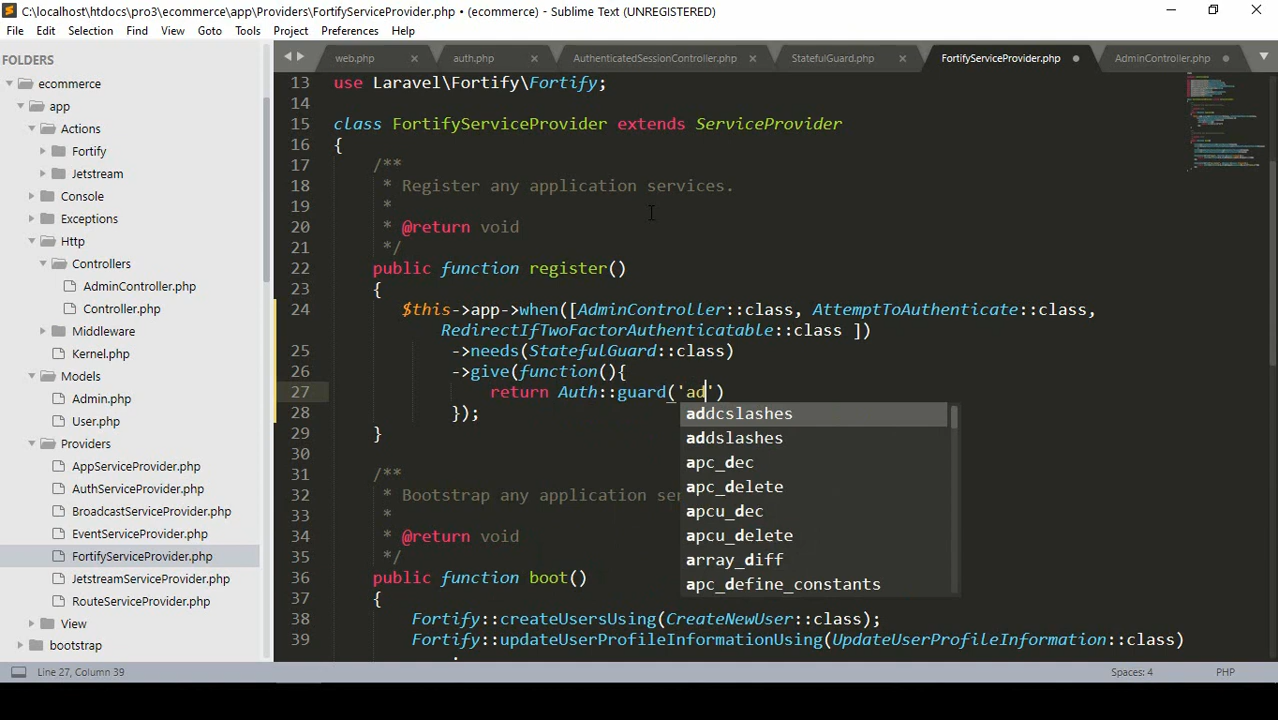 C:\localhost\htdocs\pro3\ecommerce\app\Providers\FortifyServiceProvider.php • (ecommerce) - Sublime Text (UNREGISTERED)
File Edit Selection Find View Goto Tools Project Preferences Help
FOLDERS
ecommerce
app
Actions
Fortify
Jetstream
Console
Exceptions
Http
Controllers
AdminController.php
Controller.php
Middleware
Kernel.php
Models
Admin.php
User.php
Providers
AppServiceProvider.php
AuthServiceProvider.php
BroadcastServiceProvider.php
EventServiceProvider.php
FortifyServiceProvider.php
JetstreamServiceProvider.php
RouteServiceProvider.php
View
bootstrap
web.php auth.php AuthenticatedSessionController.php StatefulGuard.php FortifyServiceProvider.php AdminController.php
13 use Laravel\Fortify\Fortify;
14
15 class FortifyServiceProvider extends ServiceProvider
16 {
17 /**
18 * Register any application services.
19 *
20 * @return void
21 */
22 public function register()
23 {
24 $this->app->when([AdminController::class, AttemptToAuthenticate::class,
RedirectIfTwoFactorAuthenticatable::class ])
25 ->needs(StatefulGuard::class)
26 ->give(function(){
27 return Auth::guard('ad')
28 });
29 }
30
31 /**
32 * Bootstrap any application ser
33 *
34 * @return void
35 */
36 public function boot()
37 {
38 Fortify::createUsersUsing(CreateNewUser::class);
39 Fortify::updateUserProfileInformationUsing(UpdateUserProfileInformation::class)
addcslashes
addslashes
apc_dec
apc_delete
apcu_dec
apcu_delete
array_diff
apc_define_constants
Line 27, Column 39 Spaces: 4 PHP